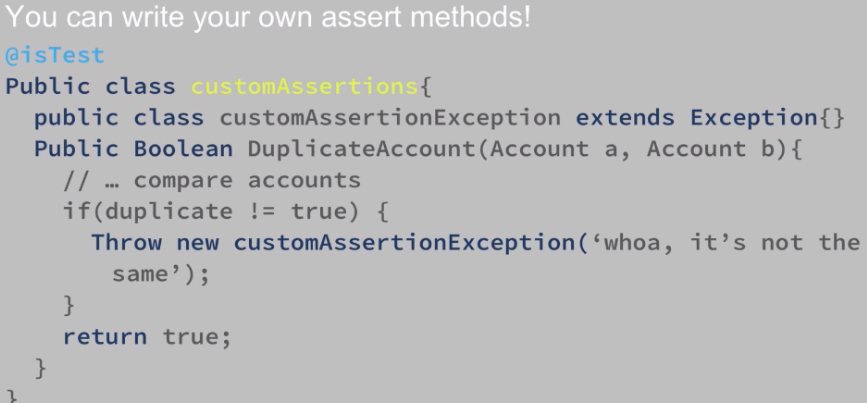 You can write your own assert methods!
@isTest
Public class customAssertions{
public class customAssertionException extends Exception{}
Public Boolean DuplicateAccount(Account a, Account b){
// … compare accounts
if(duplicate != true) {
Throw new customAssertionException(‘whoa, it’s not the
same’);
}
return true;
}
}